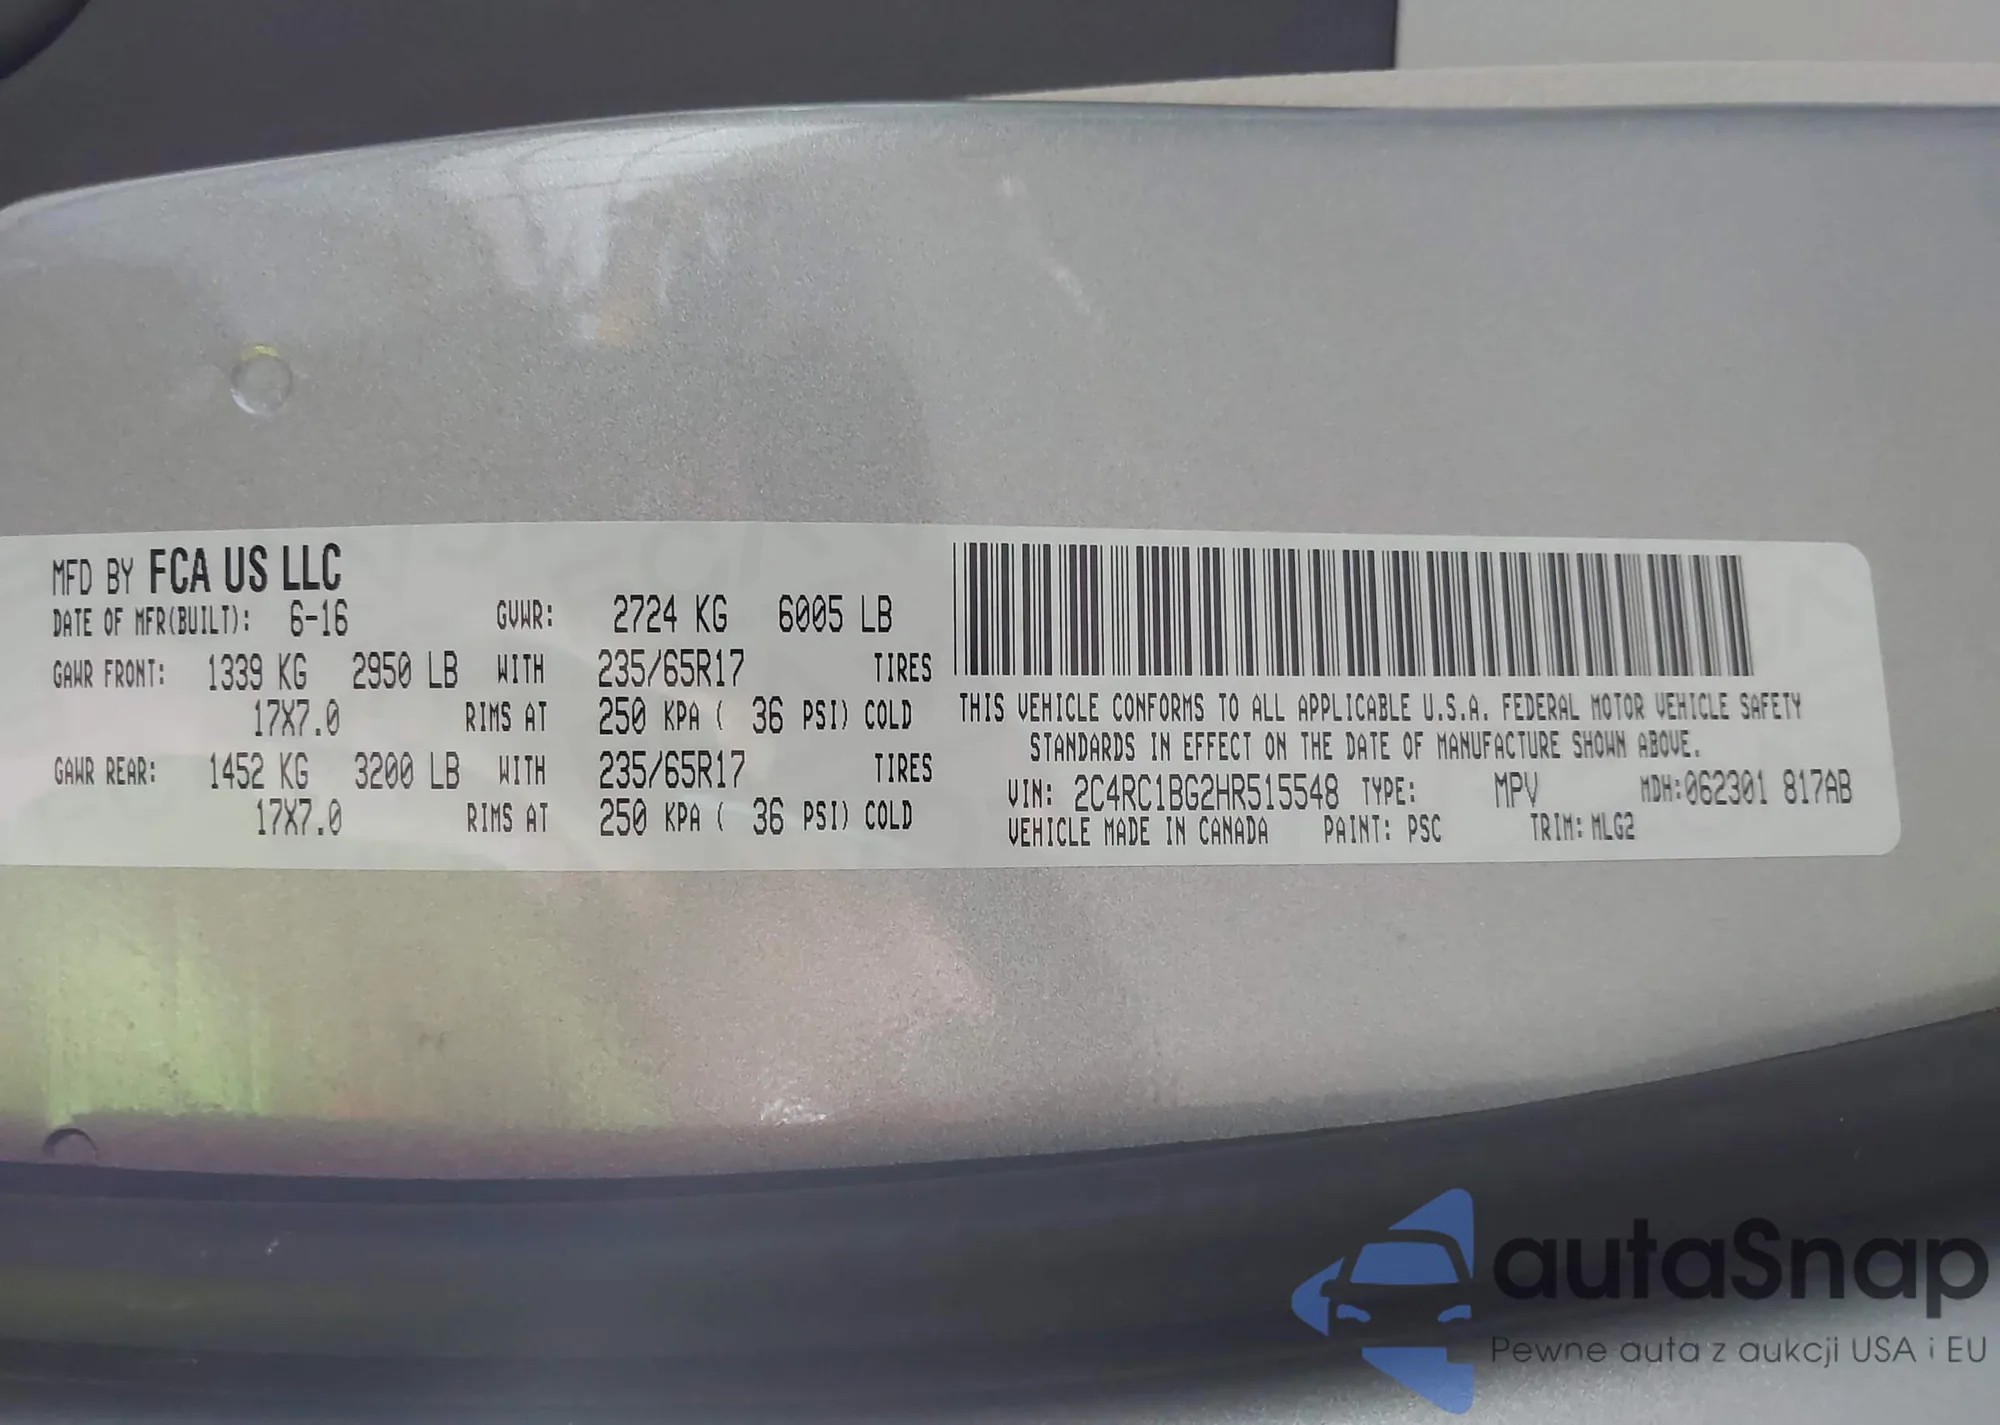 MFD BY FCA US LLC
DATE OF MFR(BUILT): 6-16 GVWR: 2724 KG 6005 LB
GAWR FRONT: 1339 KG 2950 LB WITH 235/65R17 TIRES
17X7.0 RIMS AT 250 KPA ( 36 PSI) COLD
GAWR REAR: 1452 KG 3200 LB WITH 235/65R17 TIRES
17X7.0 RIMS AT 250 KPA ( 36 PSI) COLD
THIS VEHICLE CONFORMS TO ALL APPLICABLE U.S.A. FEDERAL MOTOR VEHICLE SAFETY
STANDARDS IN EFFECT ON THE DATE OF MANUFACTURE SHOWN ABOVE.
VIN: 2C4RC1BG2HR515548 TYPE: MPV MDH:062301 817AB
VEHICLE MADE IN CANADA PAINT: PSC TRIM: MLG2
autaSnap
Pewne auta z aukcji USA i EU